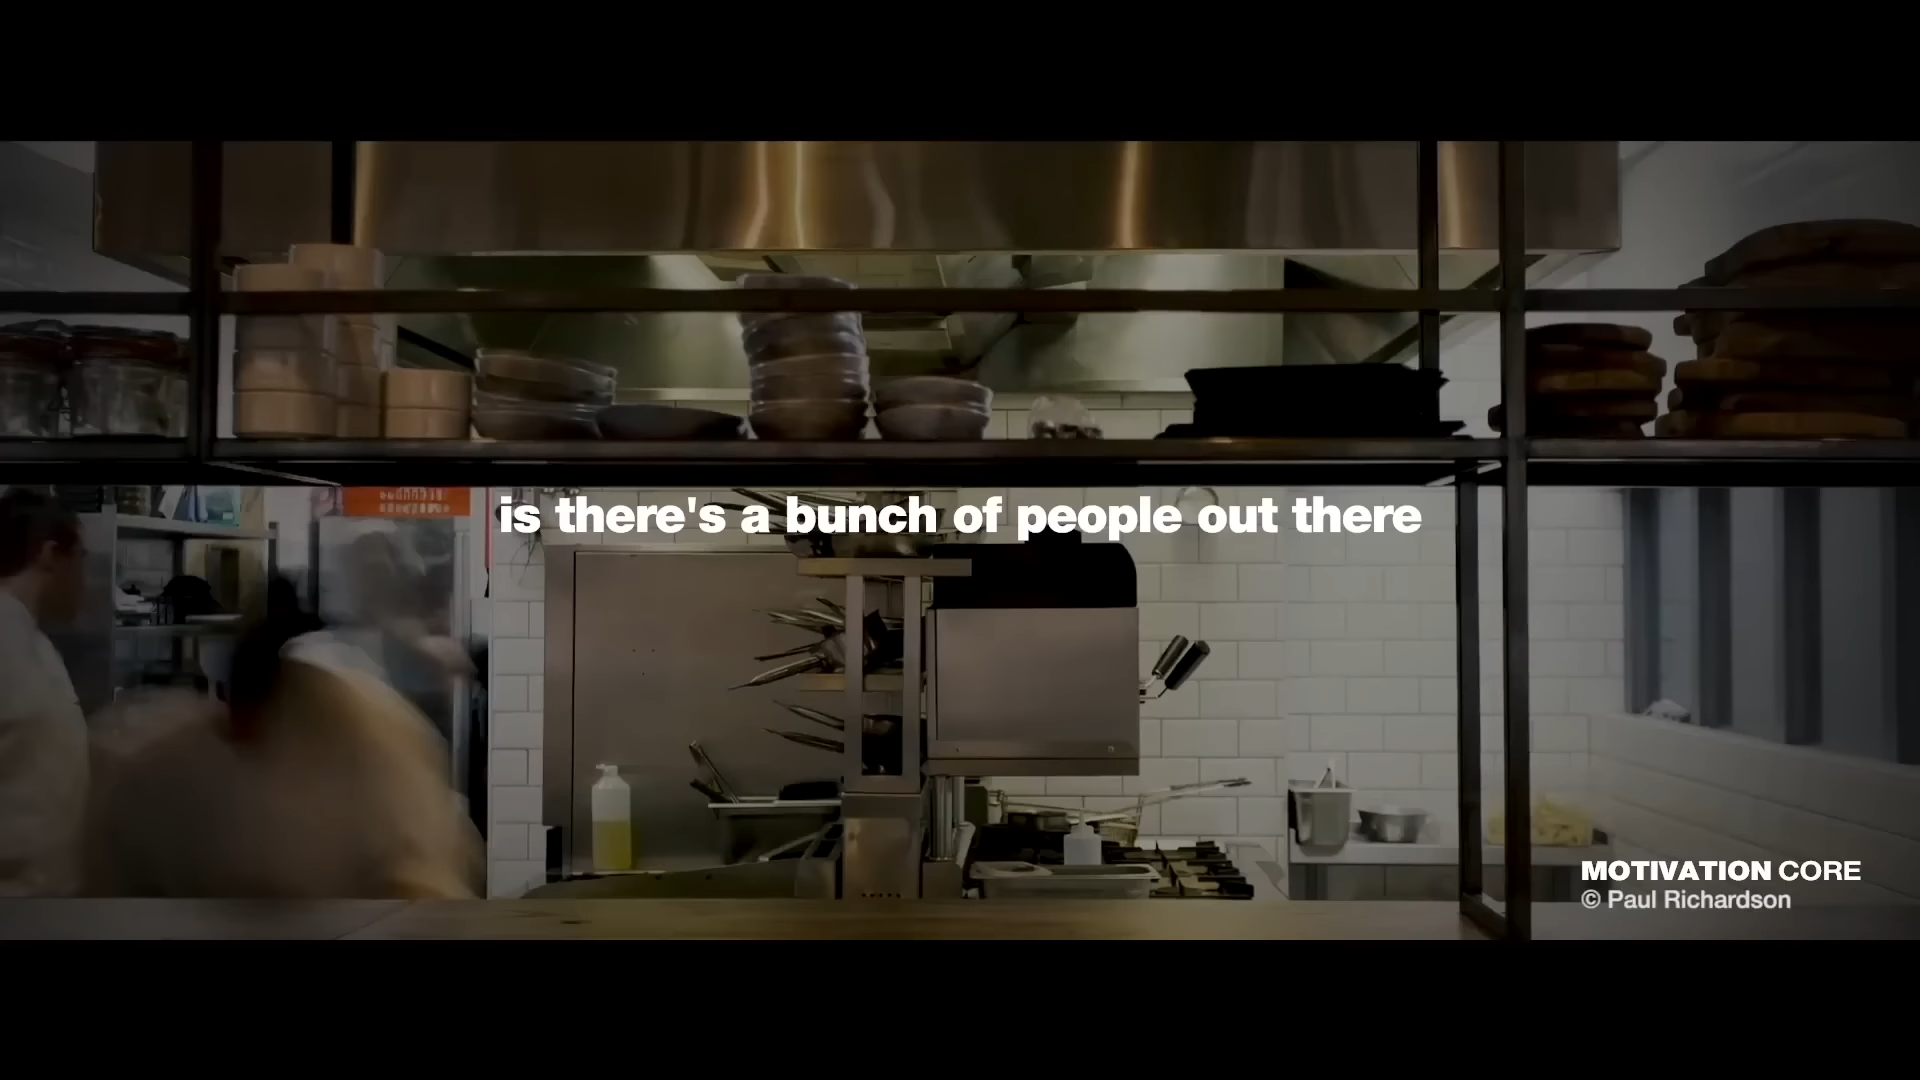 is there's a bunch of people out there
MOTIVATION CORE
© Paul Richardson